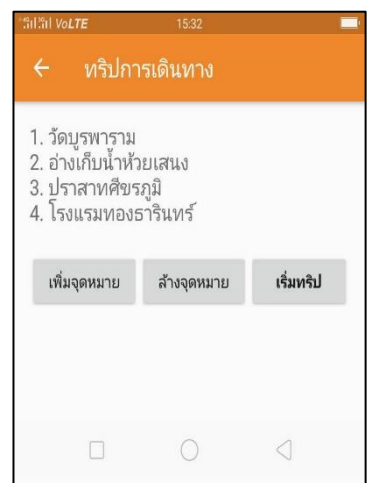 VoLTE 15:32
ทริปการเดินทาง
1. วัดบูรพาราม
2. อ่างเก็บน้ำห้วยเสนง
3. ปราสาทศีขรภูมิ
4. โรงแรมทองธารินทร์
เพิ่มจุดหมาย ล้างจุดหมาย เริ่มทริป